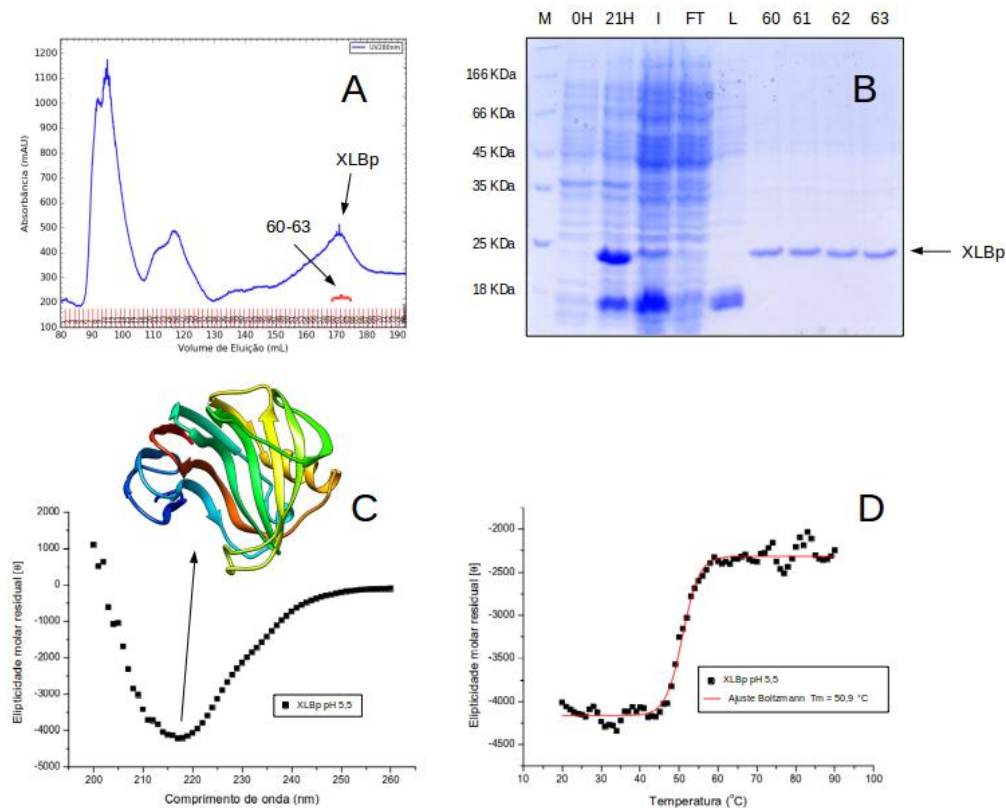 A
UV280nm
1200
1100
1000
900
800
700
600
500
400
300
200
100
Absorbância (mAU)
XLBp
60-63
80 90 100 110 120 130 140 150 160 170 180 190
Volume de Eluição (mL)
M 0H 21H I FT L 60 61 62 63
B
166 KDa
66 KDa
45 KDa
35 KDa
25 KDa
18 KDa
XLBp
C
2000
1000
0
-1000
-2000
-3000
-4000
-5000
Elipticidade molar residual [θ]
XLBp pH 5,5
200 210 220 230 240 250 260
Comprimento de onda (nm)
D
-2500
-3000
-3500
-4000
-4500
Elipticidade molar residual [θ]
XLBp pH 5,5
Ajuste Boltzmann Tm = 50,9 °C
10 20 30 40 50 60 70 80 90 100
Temperatura (°C)